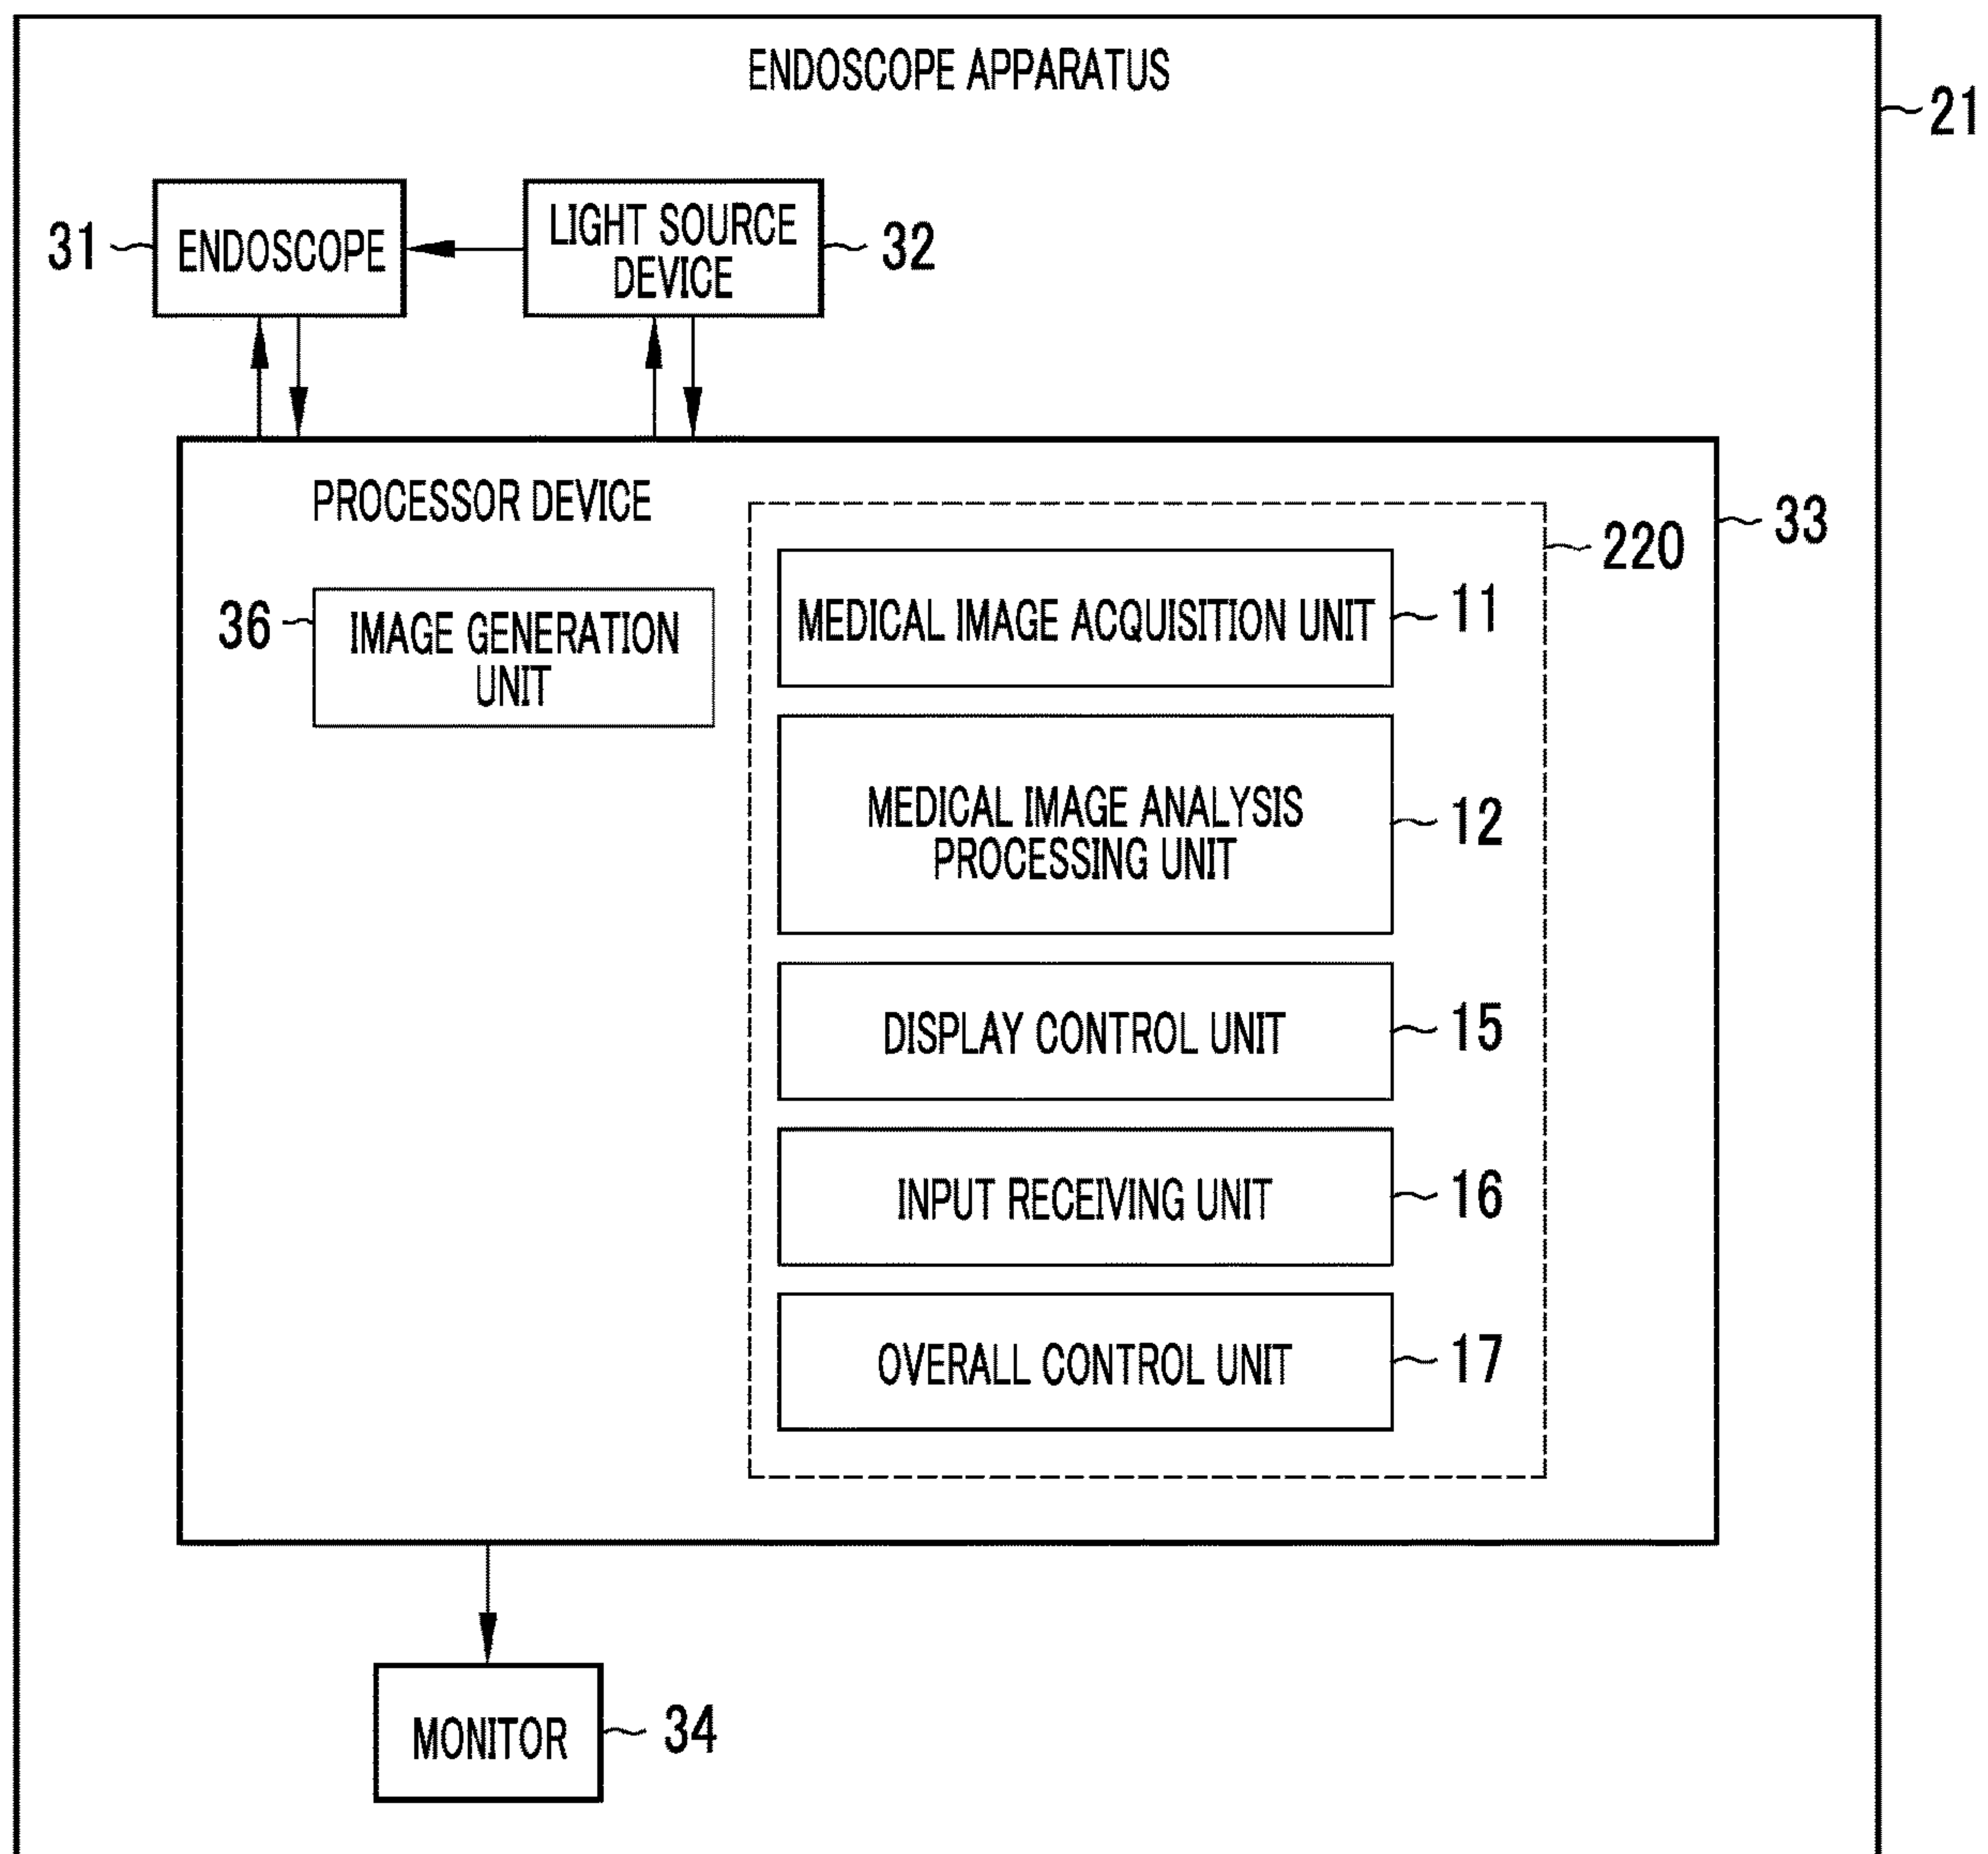 ENDOSCOPE APPARATUS
21
31
ENDOSCOPE
LIGHT SOURCE
DEVICE
32
PROCESSOR DEVICE
33
220
36
IMAGE GENERATION
UNIT
MEDICAL IMAGE ACQUISITION UNIT
11
MEDICAL IMAGE ANALYSIS
PROCESSING UNIT
12
DISPLAY CONTROL UNIT
15
INPUT RECEIVING UNIT
16
OVERALL CONTROL UNIT
17
MONITOR
34